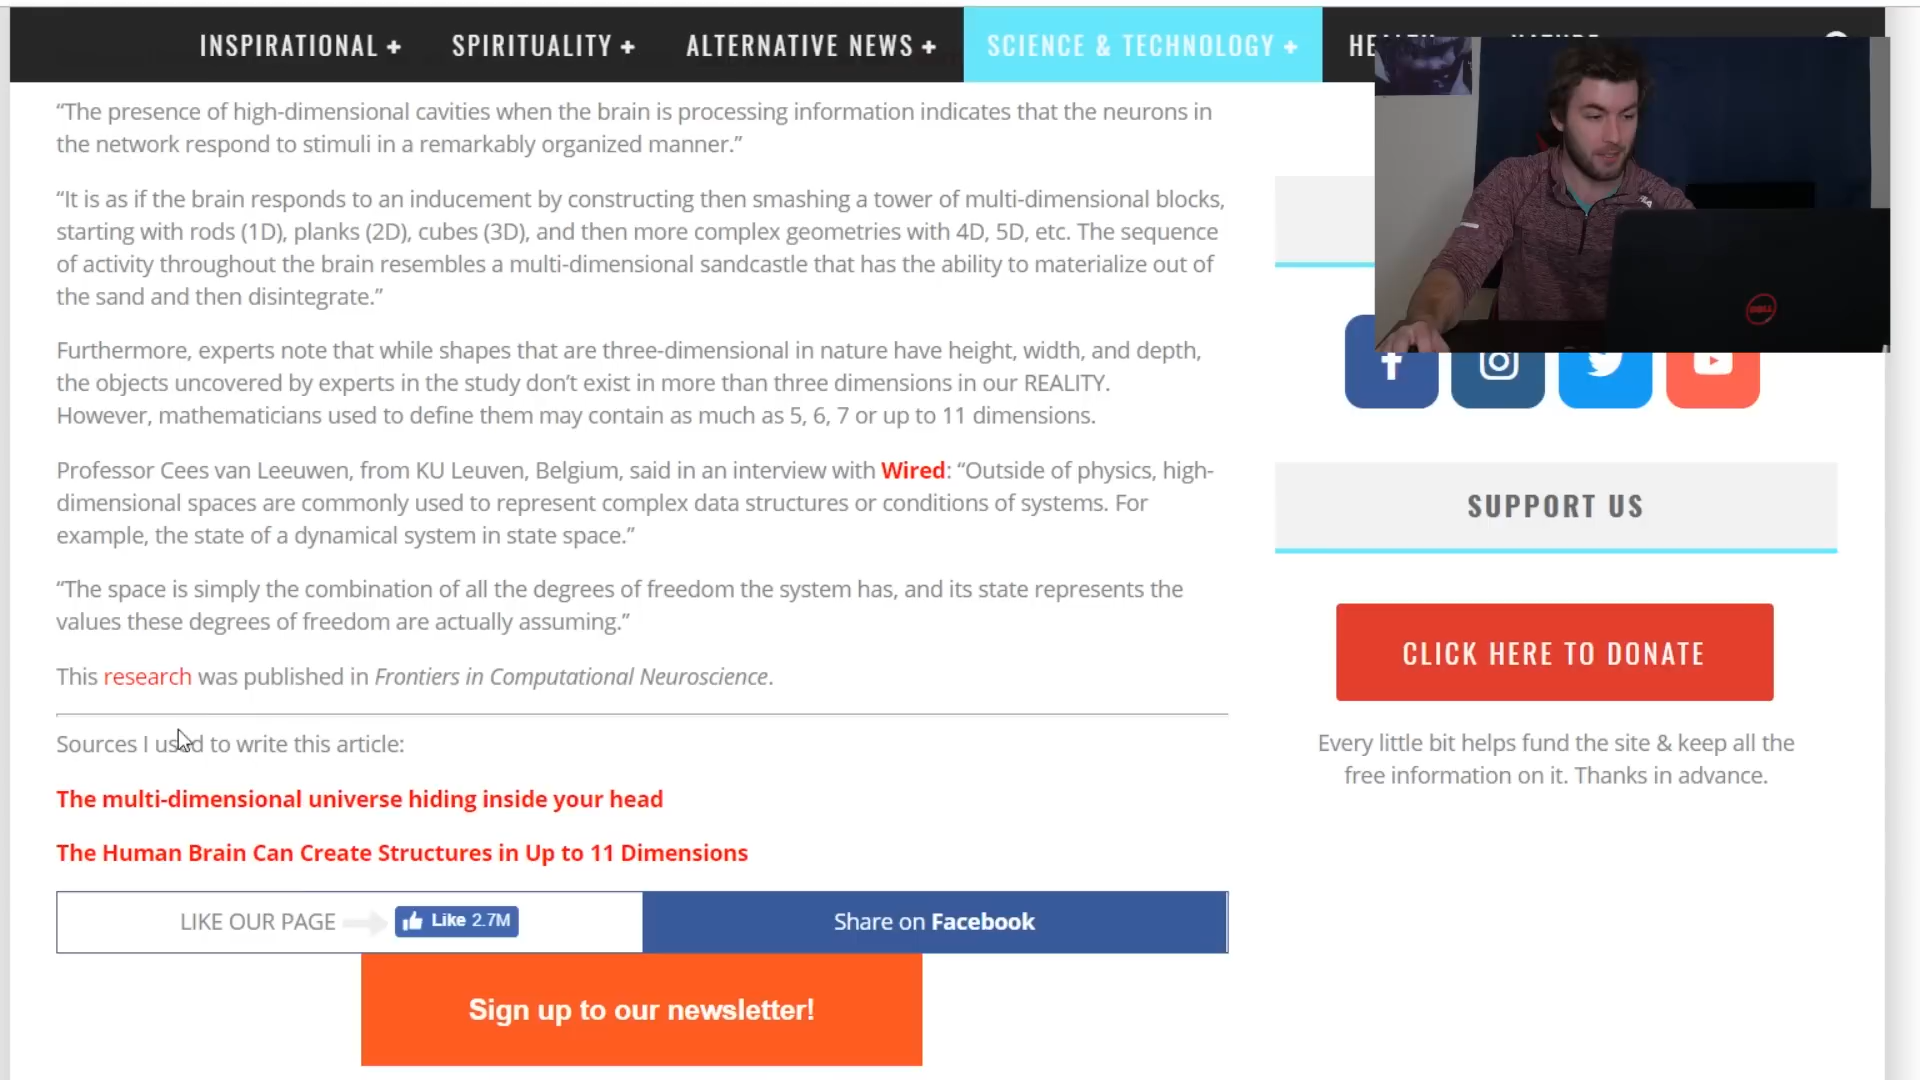 INSPIRATIONAL + SPIRITUALITY + ALTERNATIVE NEWS + SCIENCE & TECHNOLOGY +
“The presence of high-dimensional cavities when the brain is processing information indicates that the neurons in
the network respond to stimuli in a remarkably organized manner.”
“It is as if the brain responds to an inducement by constructing then smashing a tower of multi-dimensional blocks,
starting with rods (1D), planks (2D), cubes (3D), and then more complex geometries with 4D, 5D, etc. The sequence
of activity throughout the brain resembles a multi-dimensional sandcastle that has the ability to materialize out of
the sand and then disintegrate.”
Furthermore, experts note that while shapes that are three-dimensional in nature have height, width, and depth,
the objects uncovered by experts in the study don’t exist in more than three dimensions in our REALITY.
However, mathematicians used to define them may contain as much as 5, 6, 7 or up to 11 dimensions.
Professor Cees van Leeuwen, from KU Leuven, Belgium, said in an interview with Wired: “Outside of physics, high-
dimensional spaces are commonly used to represent complex data structures or conditions of systems. For
example, the state of a dynamical system in state space.”
“The space is simply the combination of all the degrees of freedom the system has, and its state represents the
values these degrees of freedom are actually assuming.”
This research was published in Frontiers in Computational Neuroscience.
Sources I used to write this article:
The multi-dimensional universe hiding inside your head
The Human Brain Can Create Structures in Up to 11 Dimensions
LIKE OUR PAGE Like 2.7M
Share on Facebook
Sign up to our newsletter!
DELL
SUPPORT US
CLICK HERE TO DONATE
Every little bit helps fund the site & keep all the
free information on it. Thanks in advance.